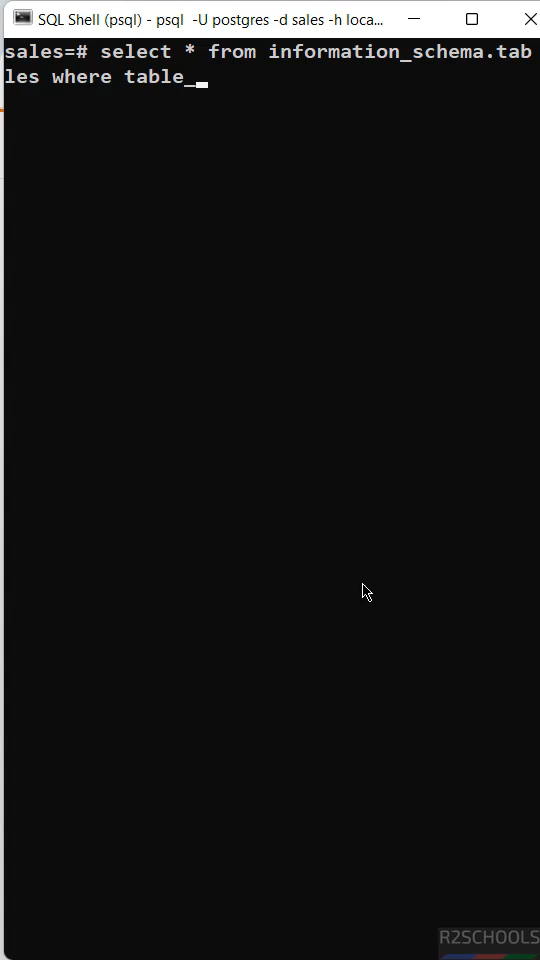 SQL Shell (psql) - psql -U postgres -d sales -h loca...
sales=# select * from information_schema.tab
les where table_
R2SCHOOLS